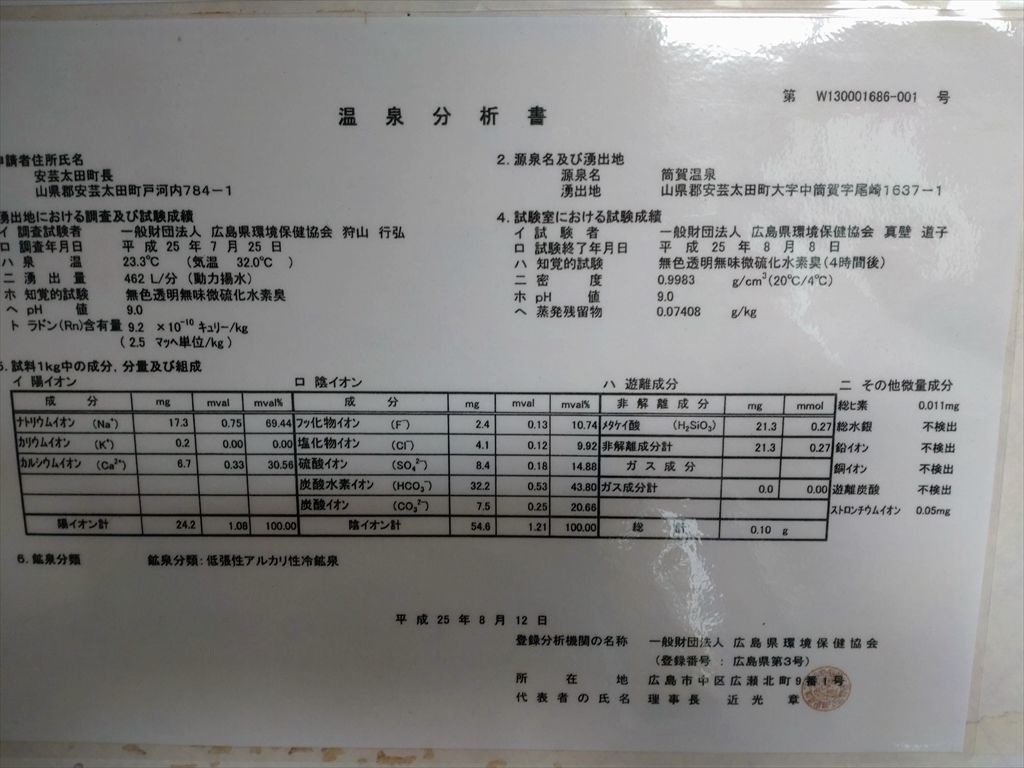 第 W130001686-001 号
温泉分析書
請者住所氏名
安芸太田町長
山県郡安芸太田町戸河内784-1
2. 源泉名及び湧出地
源泉名 筒賀温泉
湧出地 山県郡安芸太田町大字中筒賀字尾崎1637-1
湧出地における調査及び試験成績
イ 調査試験者 一般財団法人 広島県環境保健協会 狩山 行弘
ロ 調査年月日 平成 25 年 7 月 25 日
ハ 泉温 23.3℃ (気温 32.0℃ )
ニ 湧出量 462 L/分 (動力揚水)
ホ 知覚的試験 無色透明無味微硫化水素臭
ヘ pH値 9.0
ト ラドン(Rn)含有量 9.2 ×10⁻¹⁰ キュリー/kg
( 2.5 マッヘ単位/kg )
4. 試験室における試験成績
イ 試験者 一般財団法人 広島県環境保健協会 真壁 道子
ロ 試験終了年月日 平成 25 年 8 月 8 日
ハ 知覚的試験 無色透明無味微硫化水素臭(4時間後)
ニ 密度 0.9983 g/cm³(20℃/4℃)
ホ pH値 9.0
ヘ 蒸発残留物 0.07408 g/kg
5. 試料1kg中の成分, 分量及び組成
イ 陽イオン
成分 mg mval mval%
ナトリウムイオン (Na⁺) 17.3 0.75 69.44
カリウムイオン (K⁺) 0.2 0.00 0.00
カルシウムイオン (Ca²⁺) 6.7 0.33 30.56
陽イオン計 24.2 1.08 100.00
ロ 陰イオン
成分 mg mval mval%
フッ化物イオン (F⁻) 2.4 0.13 10.74
塩化物イオン (Cl⁻) 4.1 0.12 9.92
硫酸イオン (SO₄²⁻) 8.4 0.18 14.88
炭酸水素イオン (HCO₃⁻) 32.2 0.53 43.80
炭酸イオン (CO₃²⁻) 7.5 0.25 20.66
陰イオン計 54.6 1.21 100.00
ハ 遊離成分
非解離成分 mg mmol
メタケイ酸 (H₂SiO₃) 21.3 0.27
非解離成分計 21.3 0.27
ガス成分
ガス成分計 0.0 0.00
総計 0.10 g
ニ その他微量成分
総ヒ素 0.011mg
総水銀 不検出
鉛イオン 不検出
銅イオン 不検出
遊離炭酸 不検出
ストロンチウムイオン 0.05mg
6. 鉱泉分類 鉱泉分類:低張性アルカリ性冷鉱泉
平成 25 年 8 月 12 日
登録分析機関の名称 一般財団法人 広島県環境保健協会
(登録番号 : 広島県第3号)
所在地 広島市中区広瀬北町9番1号
代表者の氏名 理事長 近光 章